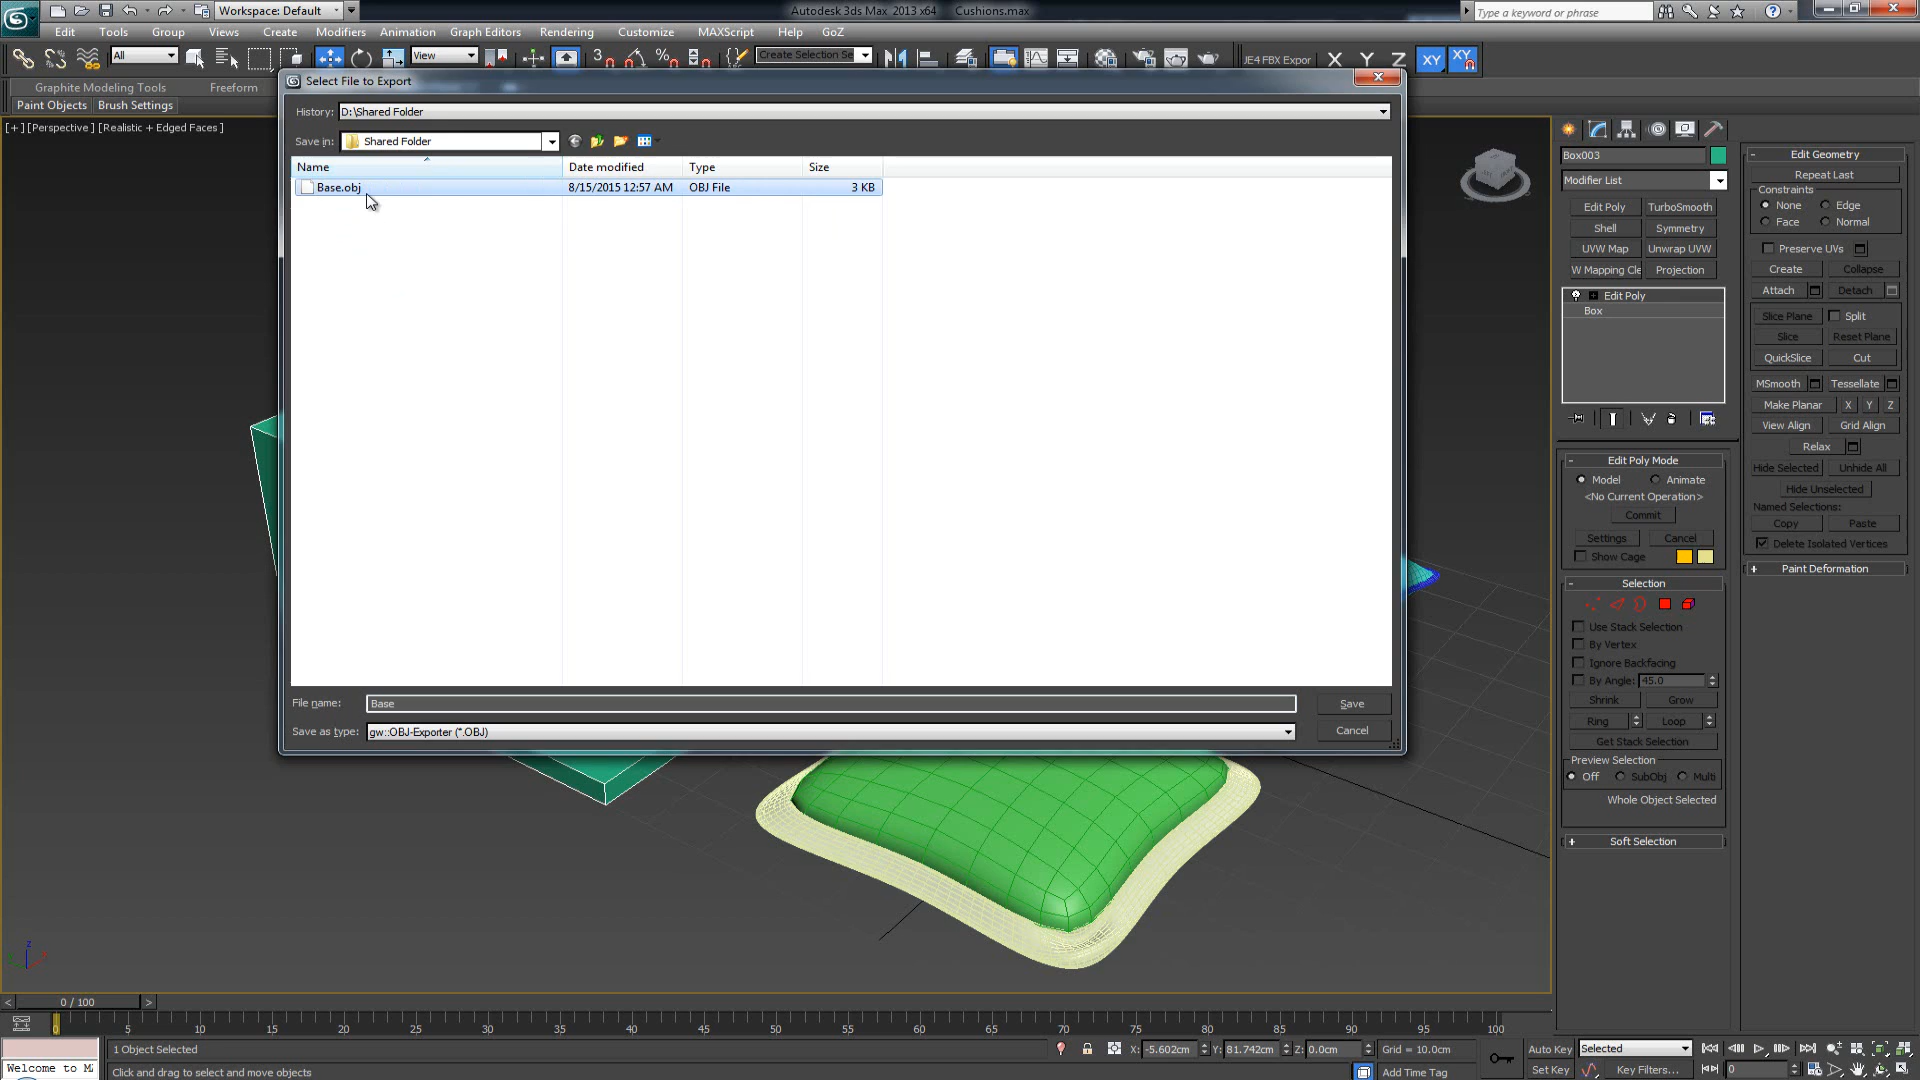 Workspace: Default
Autodesk 3ds Max 2013 x64 Cushions.max
Type a keyword or phrase
Edit Tools Group Views Create Modifiers Animation Graph Editors Rendering Customize MAXScript Help GoZ
All
View
3
Create Selection Se
JE4 FBX Expor
X Y Z XY XY
Graphite Modeling Tools Freeform
Paint Objects Brush Settings
[+] [Perspective] [Realistic + Edged Faces]
Select File to Export
History: D:\Shared Folder
Save in: Shared Folder
Name Date modified Type Size
Base.obj 8/15/2015 12:57 AM OBJ File 3 KB
File name: Base
Save
Save as type: gw::OBJ-Exporter (*.OBJ)
Cancel
Box003
Modifier List
Edit Poly TurboSmooth
Shell Symmetry
UVW Map Unwrap UVW
W Mapping Cle Projection
Edit Poly
Box
Edit Poly Mode
Model Animate
<No Current Operation>
Commit
Settings Cancel
Show Cage
Selection
Use Stack Selection
By Vertex
Ignore Backfacing
By Angle: 45.0
Shrink Grow
Ring Loop
Get Stack Selection
Preview Selection
Off SubObj Multi
Whole Object Selected
Soft Selection
Edit Geometry
Repeat Last
Constraints
None Edge
Face Normal
Preserve UVs
Create Collapse
Attach Detach
Slice Plane Split
Slice Reset Plane
QuickSlice Cut
MSmooth Tessellate
Make Planar X Y Z
View Align Grid Align
Relax
Hide Selected Unhide All
Hide Unselected
Named Selections:
Copy Paste
Delete Isolated Vertices
Paint Deformation
z
< 0 / 100 >
0 5 10 15 20 25 30 35 40 45 50 55 60 65 70 75 80 85 90 95 100
1 Object Selected
X: -5.602cm Y: 81.742cm Z: 0.0cm Grid = 10.0cm
Auto Key Selected
Welcome to M
Click and drag to select and move objects
Add Time Tag
Set Key Key Filters... 0